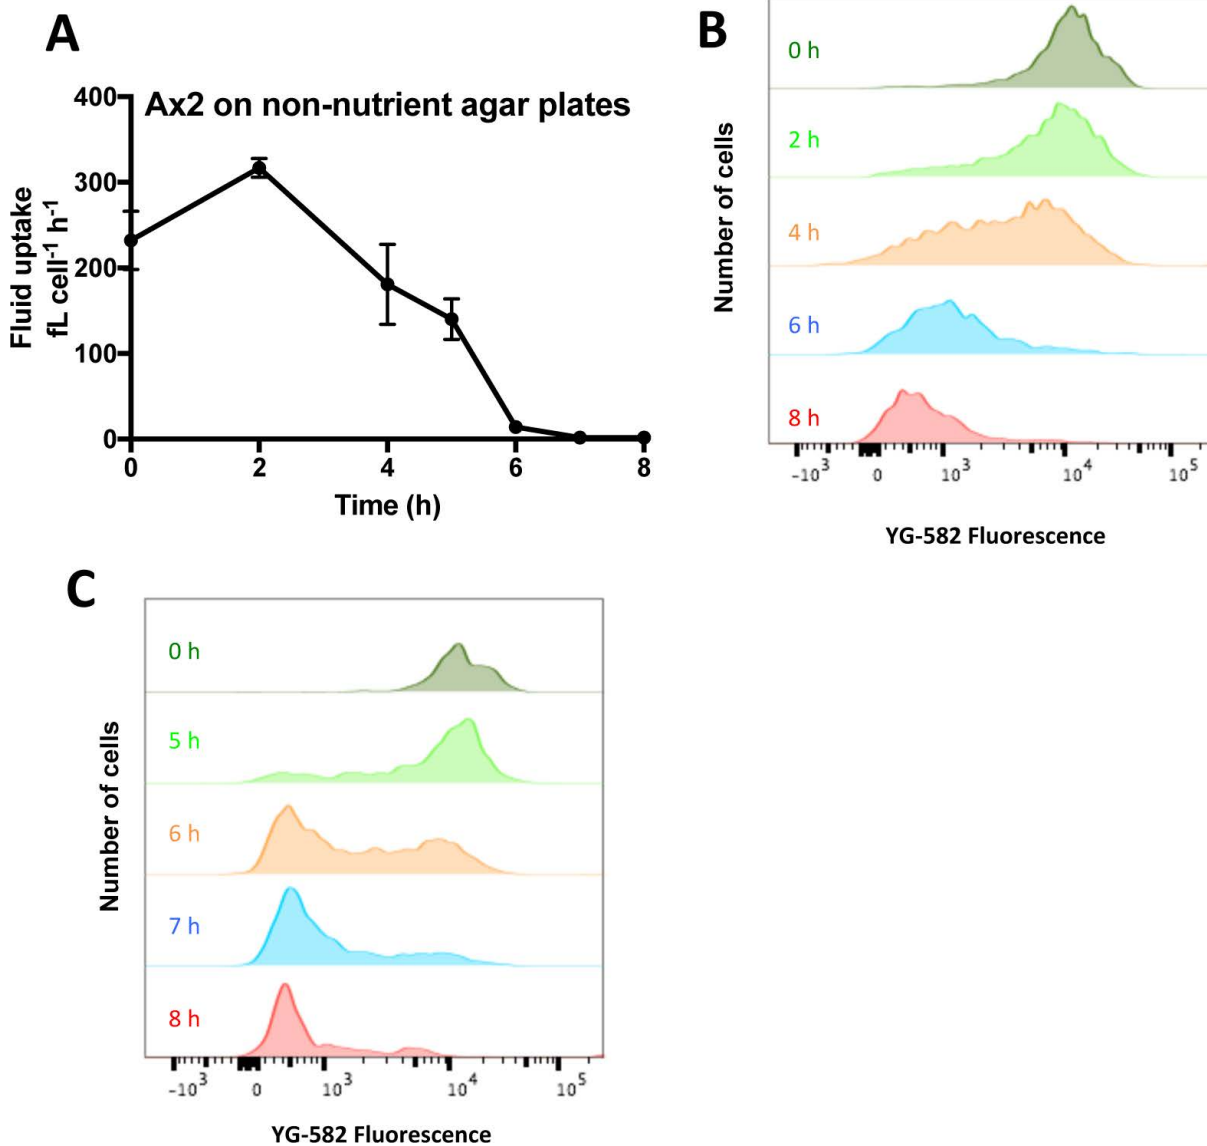 A
Ax2 on non-nutrient agar plates
Fluid uptake
fL cell⁻¹ h⁻¹
400
300
200
100
0
0 2 4 6 8
Time (h)
B
Number of cells
0 h
2 h
4 h
6 h
8 h
-10³ 0 10³ 10⁴ 10⁵
YG-582 Fluorescence
C
Number of cells
0 h
5 h
6 h
7 h
8 h
-10³ 0 10³ 10⁴ 10⁵
YG-582 Fluorescence